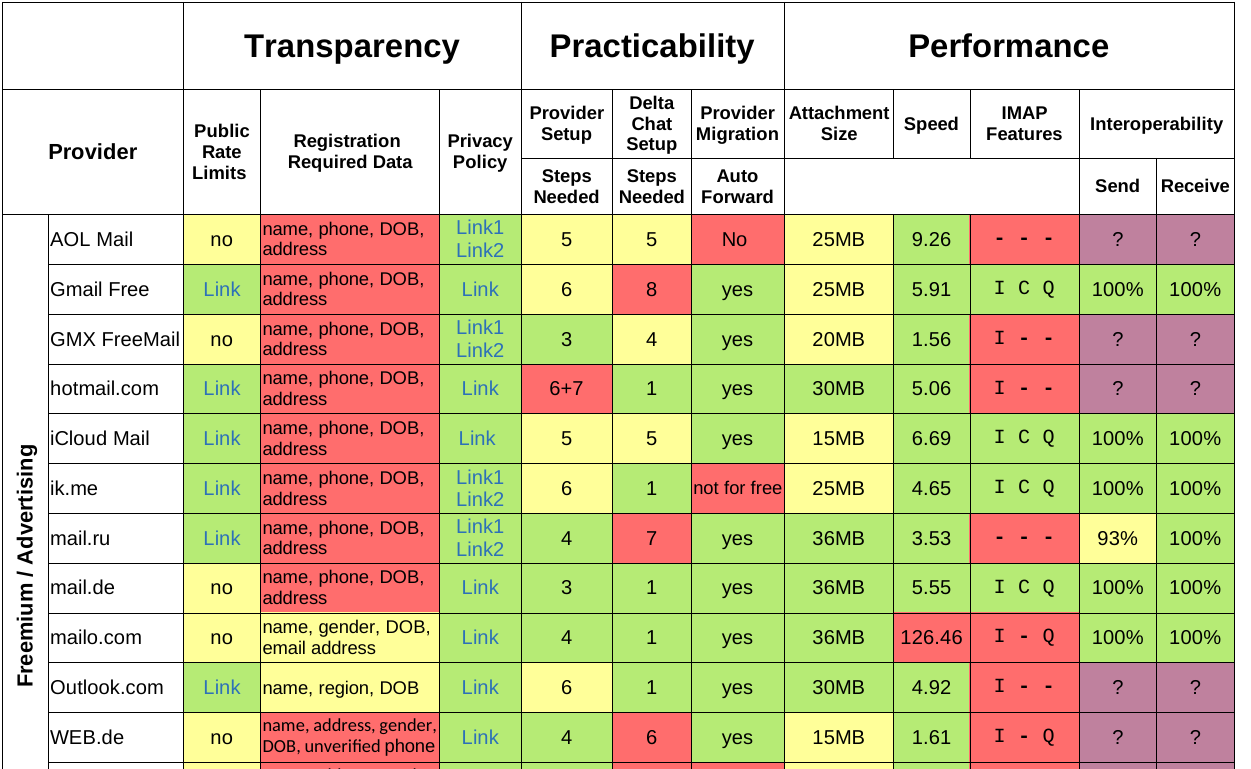 Transparency Practicability Performance
Provider Public Rate Limits Registration Required Data Privacy Policy Provider Setup Delta Chat Setup Provider Migration Attachment Size Speed IMAP Features Interoperability
Steps Needed Steps Needed Auto Forward Send Receive
Freemium / Advertising
AOL Mail no name, phone, DOB, address Link1 Link2 5 5 No 25MB 9.26 - - - ? ?
Gmail Free Link name, phone, DOB, address Link 6 8 yes 25MB 5.91 I C Q 100% 100%
GMX FreeMail no name, phone, DOB, address Link1 Link2 3 4 yes 20MB 1.56 I - - ? ?
hotmail.com Link name, phone, DOB, address Link 6+7 1 yes 30MB 5.06 I - - ? ?
iCloud Mail Link name, phone, DOB, address Link 5 5 yes 15MB 6.69 I C Q 100% 100%
ik.me Link name, phone, DOB, address Link1 Link2 6 1 not for free 25MB 4.65 I C Q 100% 100%
mail.ru Link name, phone, DOB, address Link1 Link2 4 7 yes 36MB 3.53 - - - 93% 100%
mail.de no name, phone, DOB, address Link 3 1 yes 36MB 5.55 I C Q 100% 100%
mailo.com no name, gender, DOB, email address Link 4 1 yes 36MB 126.46 I - Q 100% 100%
Outlook.com Link name, region, DOB Link 6 1 yes 30MB 4.92 I - - ? ?
WEB.de no name, address, gender, DOB, unverified phone Link 4 6 yes 15MB 1.61 I - Q ? ?